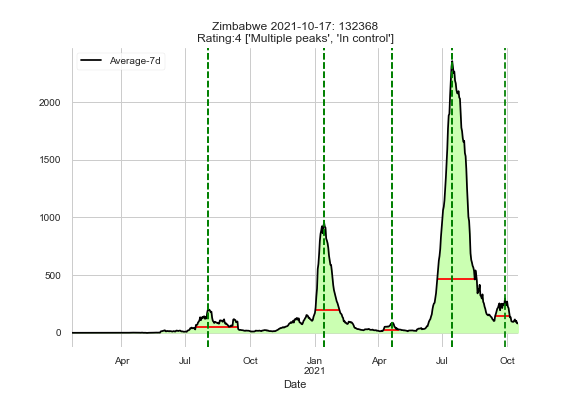 Zimbabwe 2021-10-17: 132368
Rating:4 ['Multiple peaks', 'In control']
Average-7d
2000
1500
1000
500
0
Apr
Jul
Oct
Jan
2021
Apr
Jul
Oct
Date